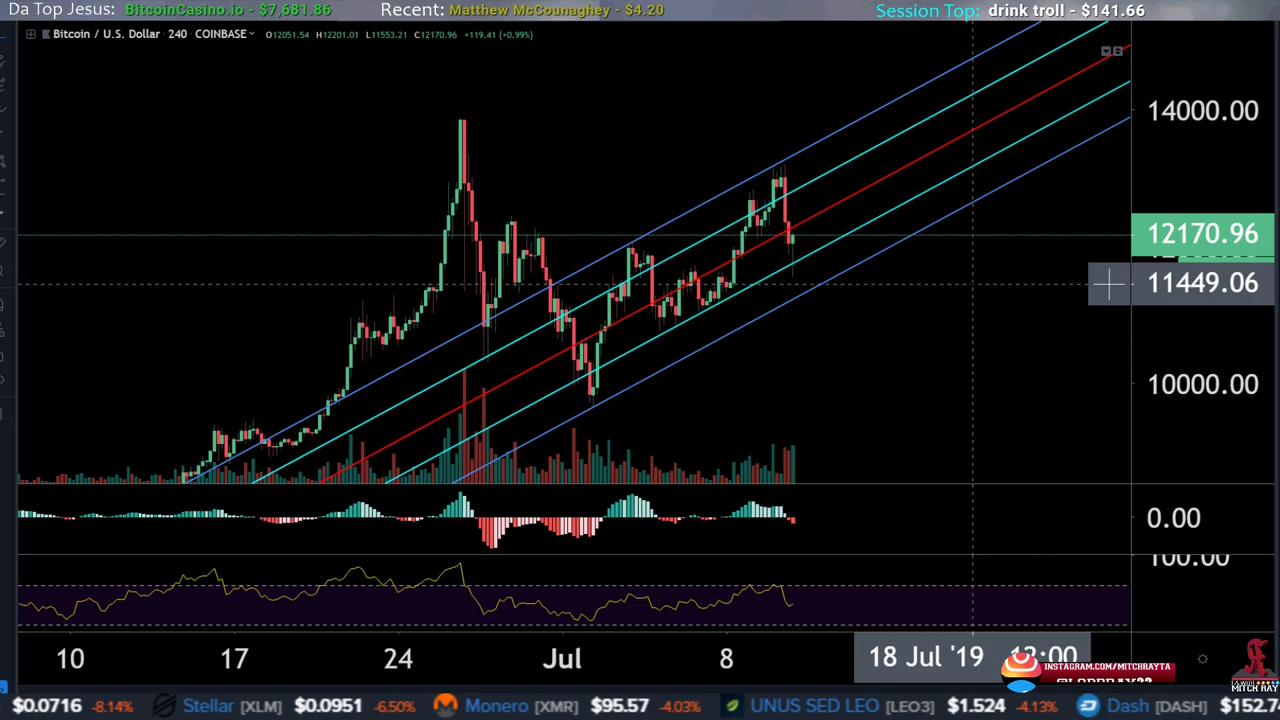 Da Top Jesus: BitcoinCasino.io - $7,681.86 Recent: Matthew McCounaghey - $4.20 Session Top: drink troll - $141.66
Bitcoin / U.S. Dollar · 240 COINBASE O12051.54 H12201.01 L11553.21 C12170.96 +119.41 (+0.99%)
14000.00
12170.96
11449.06
10000.00
0.00
100.00
10 17 24 Jul 8 18 Jul '19 12:00
INSTAGRAM.COM/MITCHRAYTA
MITCH RAY
$0.0716 -8.14% Stellar [XLM] $0.0951 -6.50% Monero [XMR] $95.57 -4.03% UNUS SED LEO [LEO3] $1.524 -4.13% Dash [DASH] $152.7